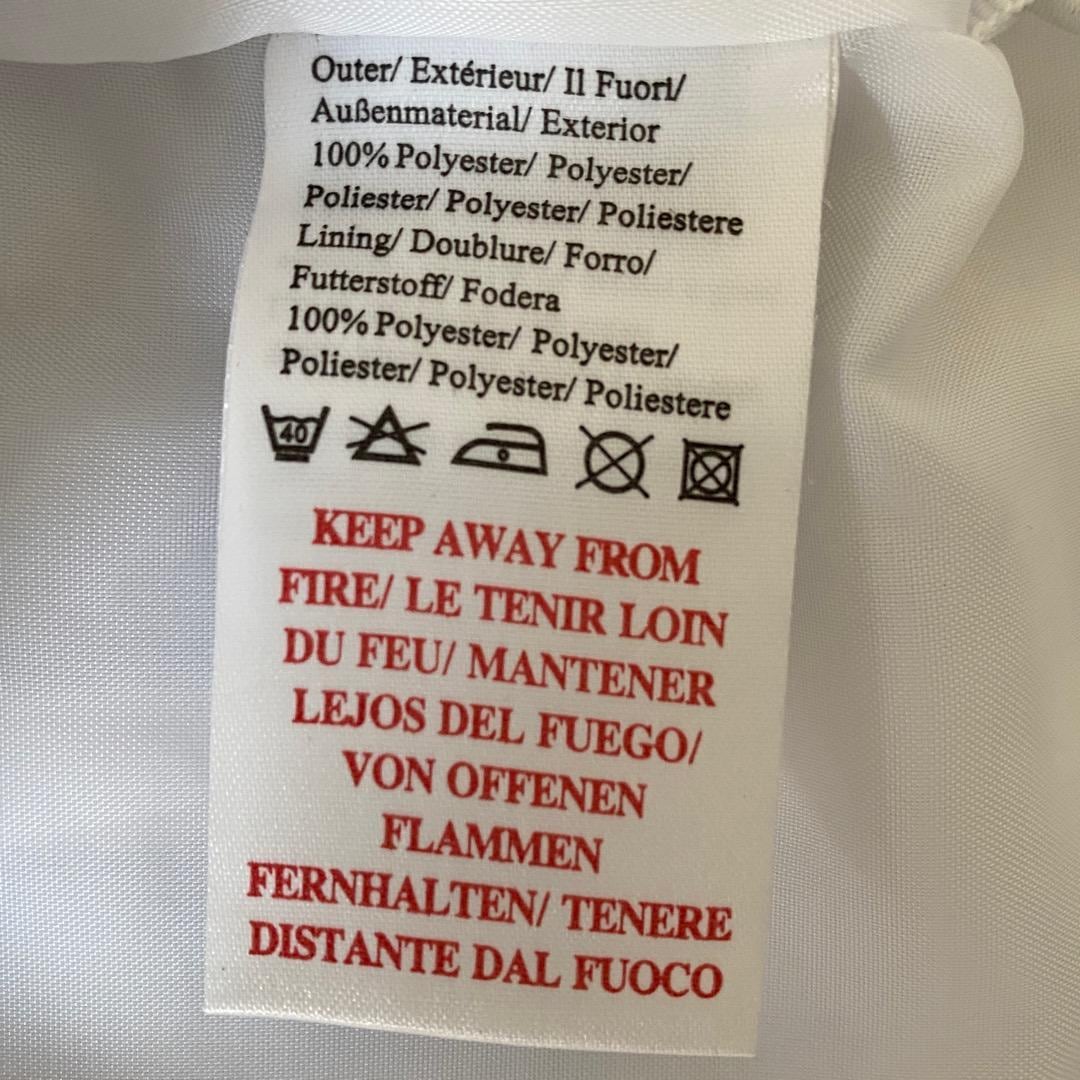 Outer/ Extérieur/ Il Fuori/
Außenmaterial/ Exterior
100% Polyester/ Polyester/
Poliester/ Polyester/ Poliestere
Lining/ Doublure/ Forro/
Futterstoff/ Fodera
100% Polyester/ Polyester/
Poliester/ Polyester/ Poliestere
40
KEEP AWAY FROM
FIRE/ LE TENIR LOIN
DU FEU/ MANTENER
LEJOS DEL FUEGO/
VON OFFENEN
FLAMMEN
FERNHALTEN/ TENERE
DISTANTE DAL FUOCO